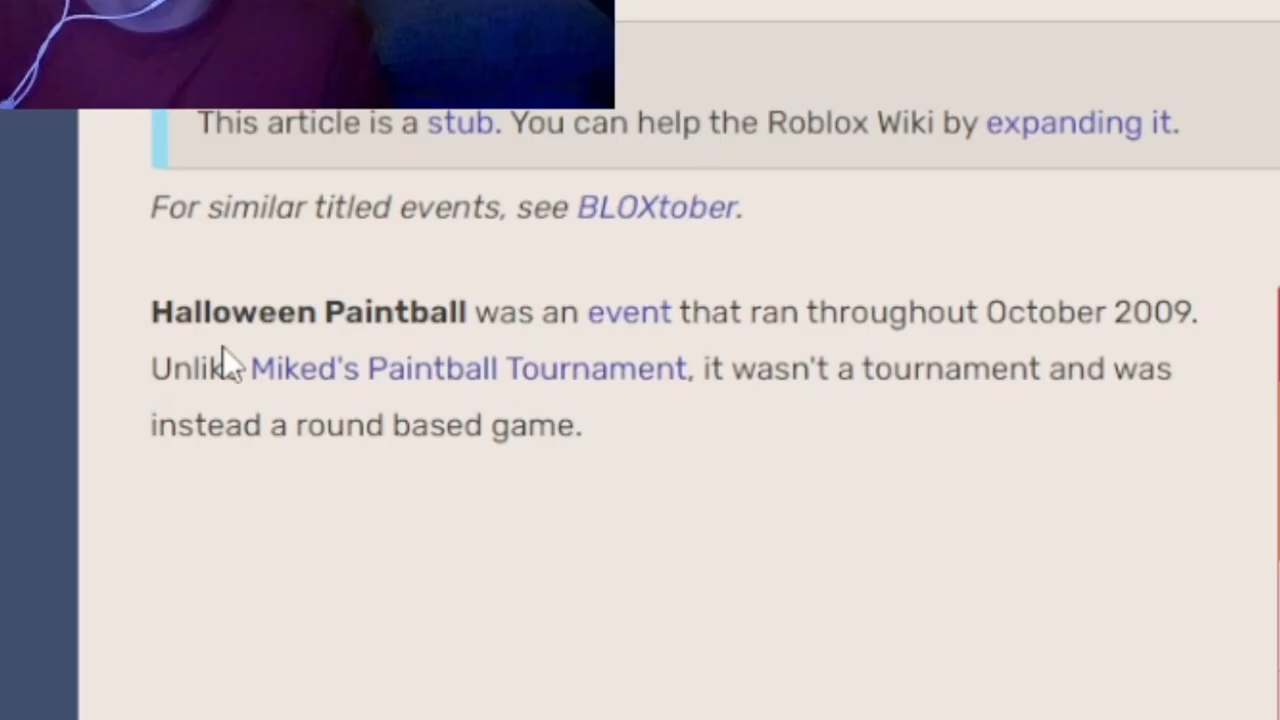 This article is a stub. You can help the Roblox Wiki by expanding it.
For similar titled events, see BLOXtober.
Halloween Paintball was an event that ran throughout October 2009.
Unlike Miked's Paintball Tournament, it wasn't a tournament and was
instead a round based game.